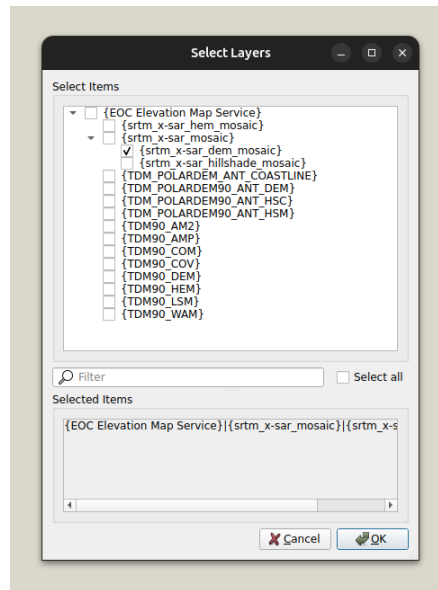 Select Layers
Select Items
{EOC Elevation Map Service}
{srtm_x-sar_hem_mosaic}
{srtm_x-sar_mosaic}
{srtm_x-sar_dem_mosaic}
{srtm_x-sar_hillshade_mosaic}
{TDM_POLARDEM_ANT_COASTLINE}
{TDM_POLARDEM90_ANT_DEM}
{TDM_POLARDEM90_ANT_HSC}
{TDM_POLARDEM90_ANT_HSM}
{TDM90_AM2}
{TDM90_AMP}
{TDM90_COM}
{TDM90_COV}
{TDM90_DEM}
{TDM90_HEM}
{TDM90_LSM}
{TDM90_WAM}
Filter
Select all
Selected Items
{EOC Elevation Map Service}|{srtm_x-sar_mosaic}|{srtm_x-s
Cancel
OK